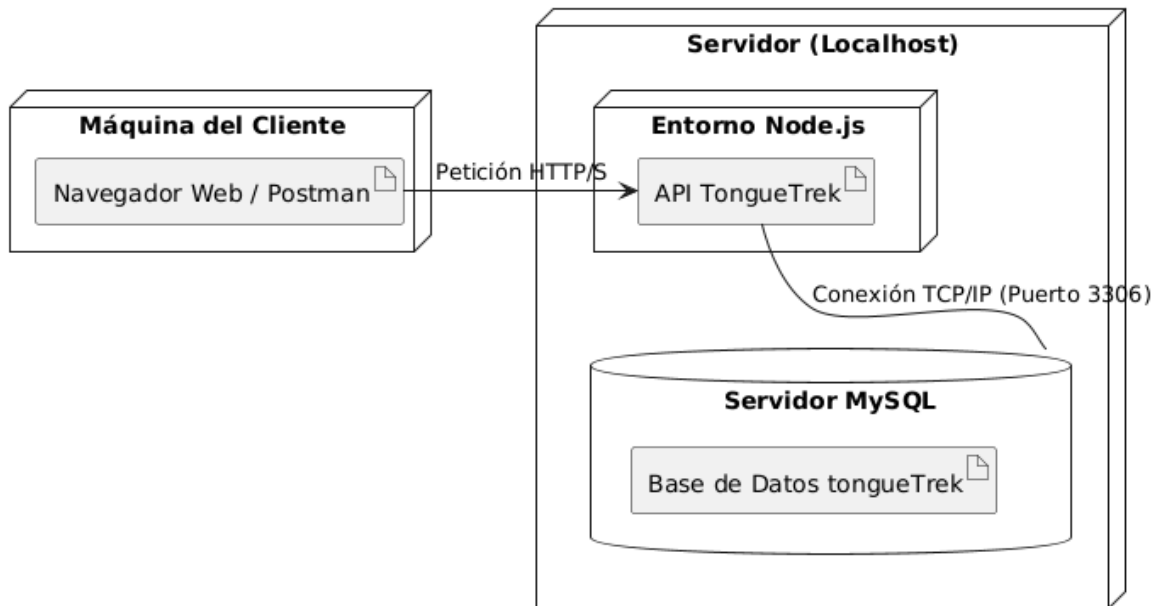 Servidor (Localhost)
Máquina del Cliente
Entorno Node.js
Navegador Web / Postman
Petición HTTP/S
API TongueTrek
Conexión TCP/IP (Puerto 3306)
Servidor MySQL
Base de Datos tongueTrek